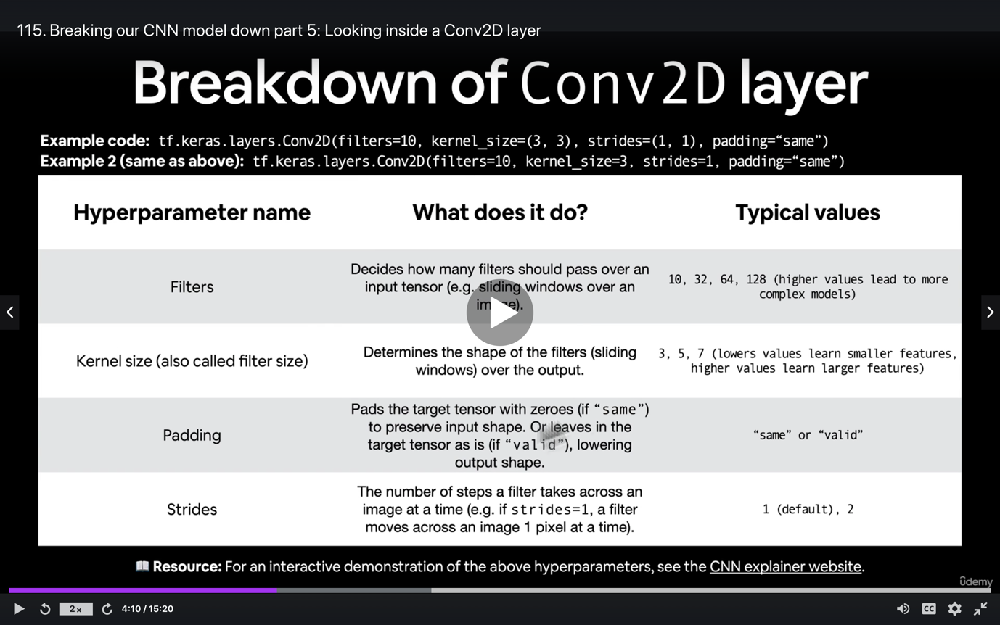 115. Breaking our CNN model down part 5: Looking inside a Conv2D layer
Breakdown of Conv2D layer
Example code: tf.keras.layers.Conv2D(filters=10, kernel_size=(3, 3), strides=(1, 1), padding=“same”)
Example 2 (same as above): tf.keras.layers.Conv2D(filters=10, kernel_size=3, strides=1, padding=“same”)
Hyperparameter name
What does it do?
Typical values
Filters
Decides how many filters should pass over an
input tensor (e.g. sliding windows over an
image).
10, 32, 64, 128 (higher values lead to more
complex models)
Kernel size (also called filter size)
Determines the shape of the filters (sliding
windows) over the output.
3, 5, 7 (lowers values learn smaller features,
higher values learn larger features)
Padding
Pads the target tensor with zeroes (if “same”)
to preserve input shape. Or leaves in the
target tensor as is (if “valid”), lowering
output shape.
“same” or “valid”
Strides
The number of steps a filter takes across an
image at a time (e.g. if strides=1, a filter
moves across an image 1 pixel at a time).
1 (default), 2
📖 Resource: For an interactive demonstration of the above hyperparameters, see the CNN explainer website.
ûdemy
2x
4:10 / 15:20
CC